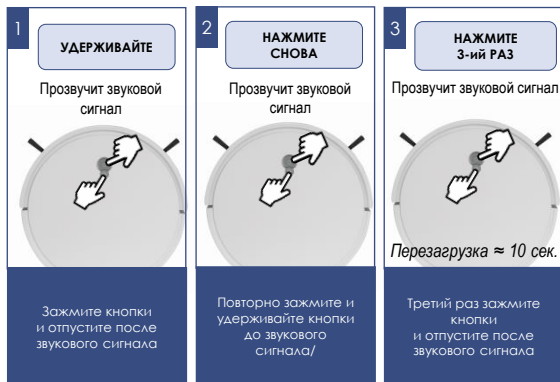 1
УДЕРЖИВАЙТЕ
Прозвучит звуковой
сигнал
Зажмите кнопки
и отпустите после
звукового сигнала
2
НАЖМИТЕ
СНОВА
Прозвучит звуковой
сигнал
Повторно зажмите и
удерживайте кнопки
до звукового
сигнала/
3
НАЖМИТЕ
3-ий РАЗ
Прозвучит звуковой сигнал
Перезагрузка ≈ 10 сек.
Третий раз зажмите
кнопки
и отпустите после
звукового сигнала